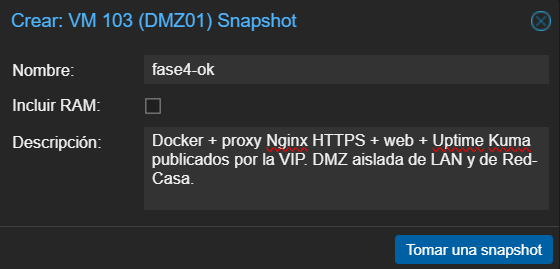 Crear: VM 103 (DMZ01) Snapshot
Nombre: fase4-ok
Incluir RAM:
Descripción: Docker + proxy Nginx HTTPS + web + Uptime Kuma
publicados por la VIP. DMZ aislada de LAN y de Red-
Casa.
Tomar una snapshot